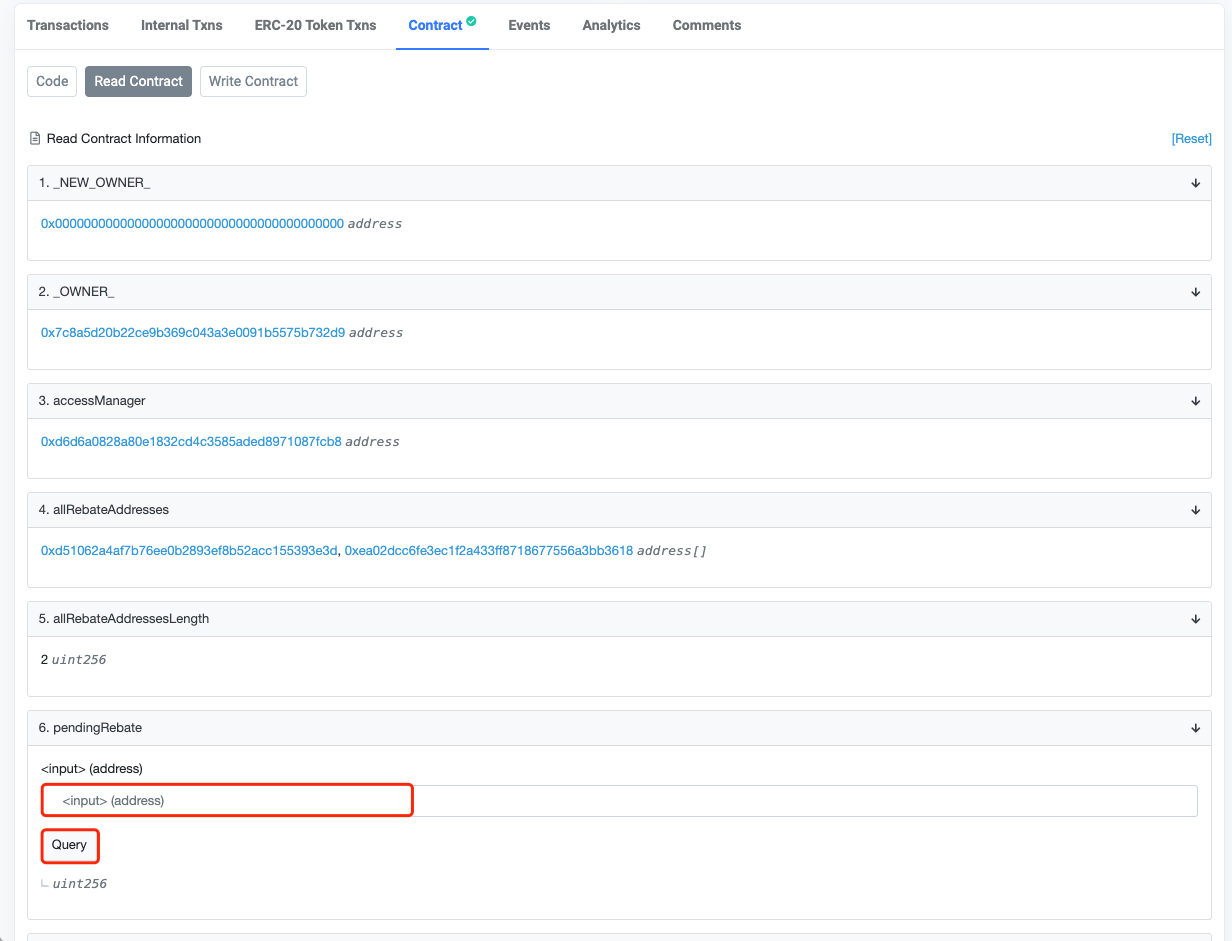 Transactions Internal Txns ERC-20 Token Txns Contract Events Analytics Comments
Code Read Contract Write Contract
Read Contract Information [Reset]
1. _NEW_OWNER_
0x0000000000000000000000000000000000000000 address
2. _OWNER_
0x7c8a5d20b22ce9b369c043a3e0091b5575b732d9 address
3. accessManager
0xd6d6a0828a80e1832cd4c3585aded8971087fcb8 address
4. allRebateAddresses
0xd51062a4af7b76ee0b2893ef8b52acc155393e3d, 0xea02dcc6fe3ec1f2a433ff8718677556a3bb3618 address[]
5. allRebateAddressesLength
2 uint256
6. pendingRebate
<input> (address)
<input> (address)
Query
uint256